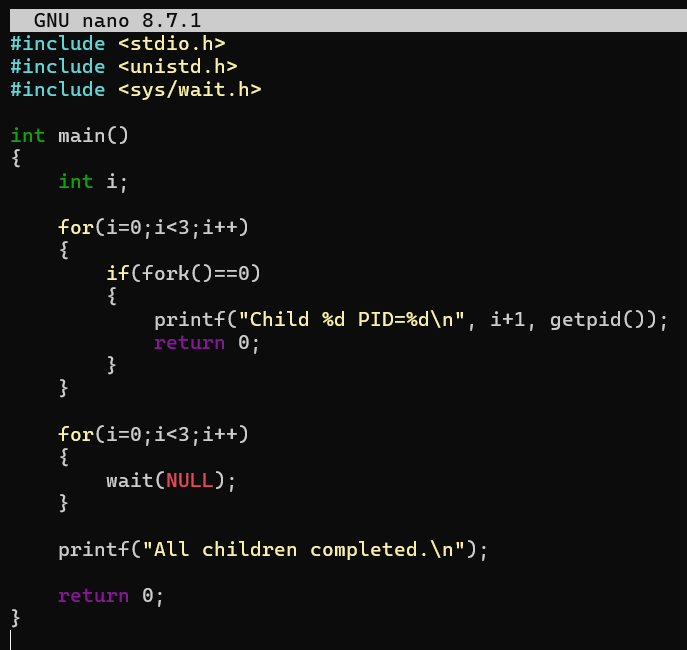 GNU nano 8.7.1
#include <stdio.h>
#include <unistd.h>
#include <sys/wait.h>

int main()
{
    int i;

    for(i=0;i<3;i++)
    {
        if(fork()==0)
        {
            printf("Child %d PID=%d\n", i+1, getpid());
            return 0;
        }
    }

    for(i=0;i<3;i++)
    {
        wait(NULL);
    }

    printf("All children completed.\n");

    return 0;
}